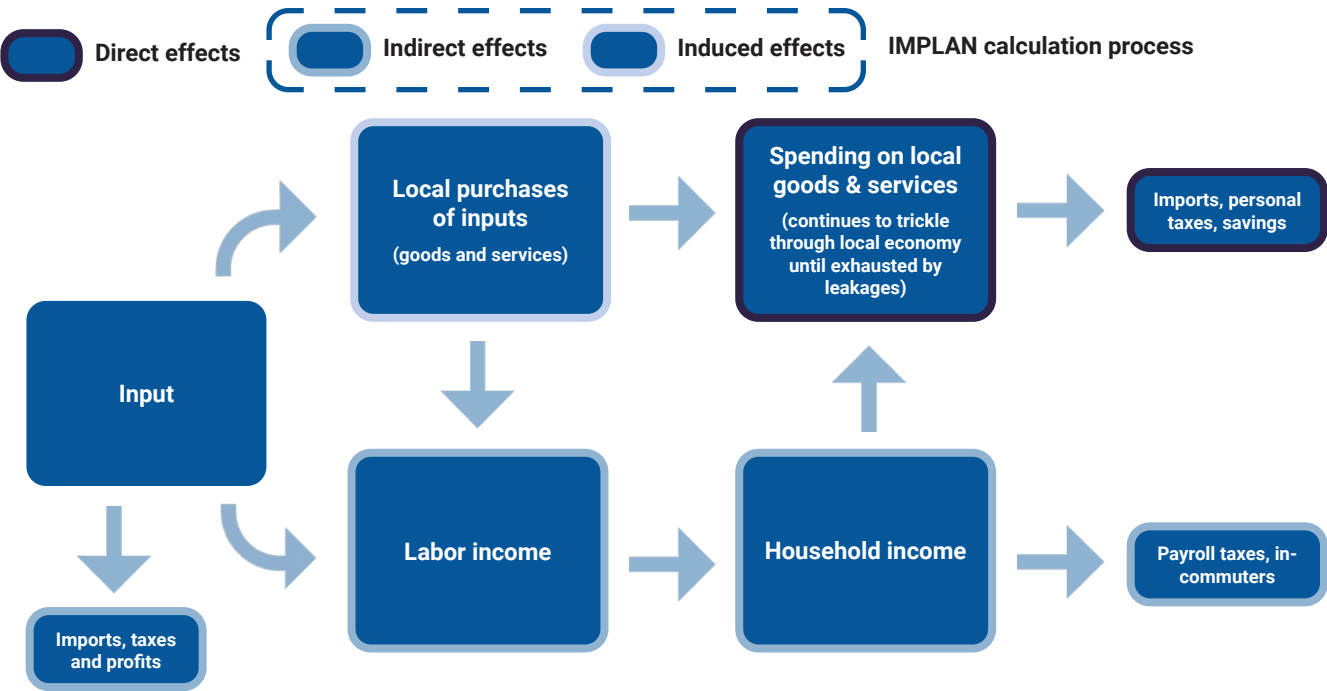 Direct effects
Indirect effects
Induced effects
IMPLAN calculation process
Local purchases
of inputs
(goods and services)
Spending on local
goods & services
(continues to trickle
through local economy
until exhausted by
leakages)
Imports, personal
taxes, savings
Input
Labor income
Household income
Payroll taxes, in-
commuters
Imports, taxes
and profits